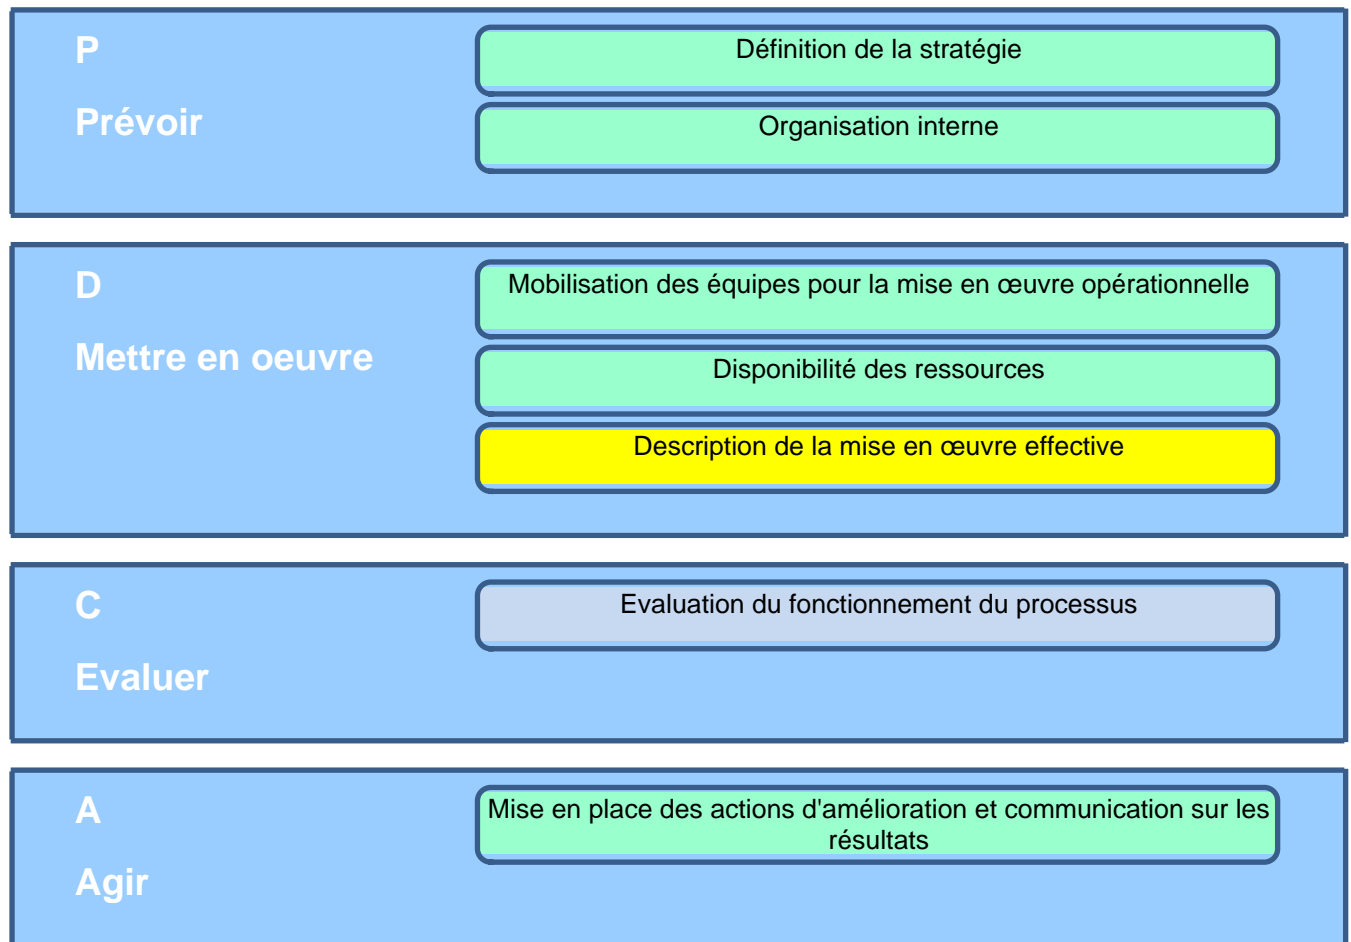 P
Définition de la stratégie
Prévoir
Organisation interne
D
Mobilisation des équipes pour la mise en œuvre opérationnelle
Mettre en oeuvre
Disponibilité des ressources
Description de la mise en œuvre effective
C
Evaluation du fonctionnement du processus
Evaluer
A
Mise en place des actions d'amélioration et communication sur les
résultats
Agir